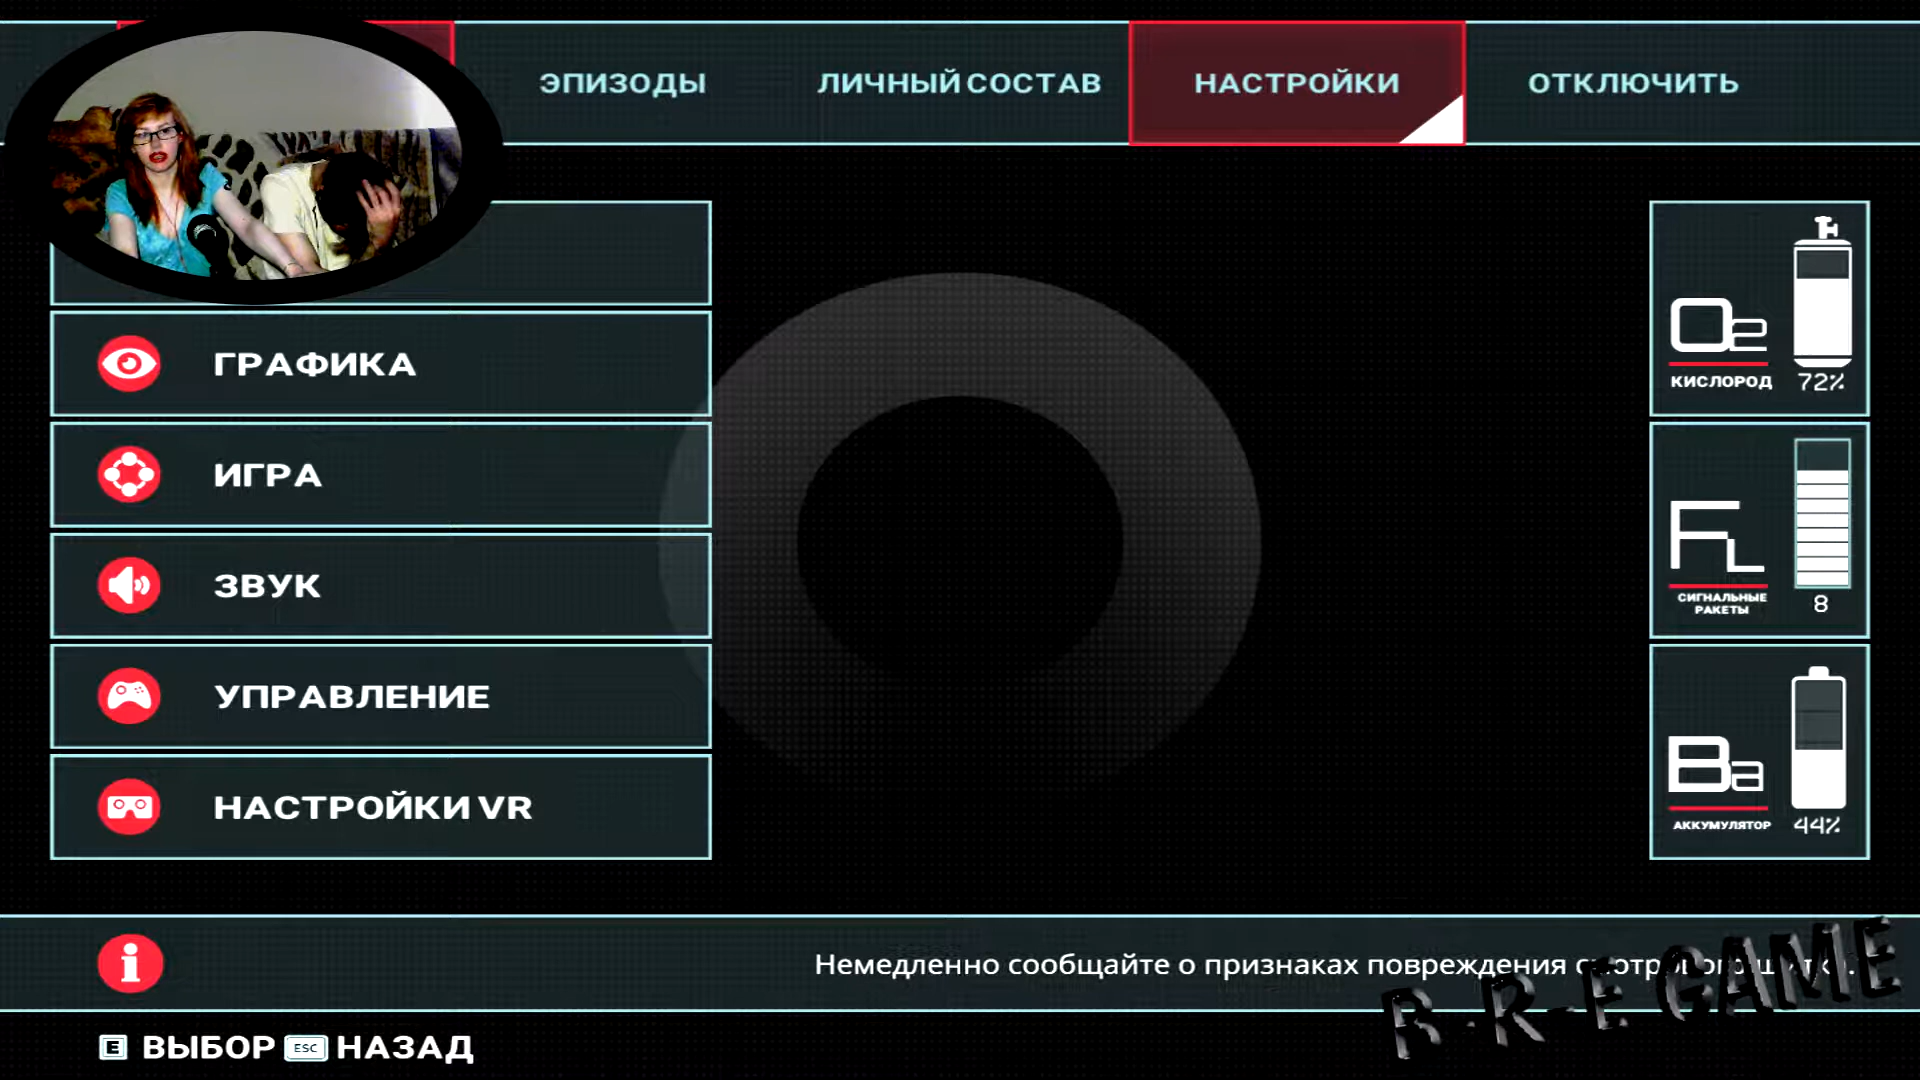 ЭПИЗОДЫ
ЛИЧНЫЙ СОСТАВ
НАСТРОЙКИ
ОТКЛЮЧИТЬ
ГРАФИКА
ИГРА
ЗВУК
УПРАВЛЕНИЕ
НАСТРОЙКИ VR
O2
КИСЛОРОД 72%
FL
СИГНАЛЬНЫЕ
РАКЕТЫ
8
Ba
АККУМУЛЯТОР 44%
Немедленно сообщайте о признаках повреждения
R-R-E GAME
E ВЫБОР ESC НАЗАД